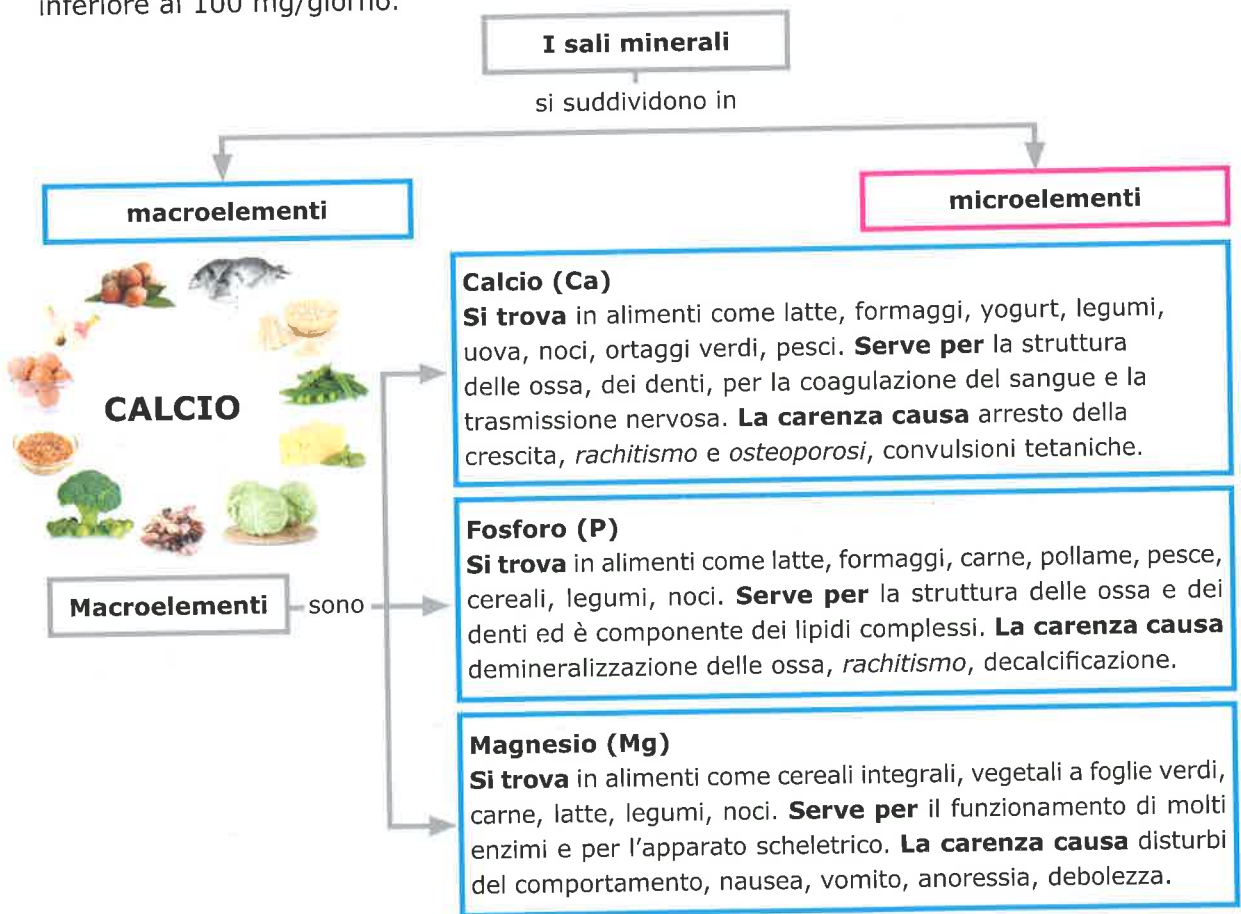 inferiore ai 100 mg/giorno.
I sali minerali
si suddividono in
macroelementi
microelementi
CALCIO
Macroelementi
sono
Calcio (Ca)
Si trova in alimenti come latte, formaggi, yogurt, legumi,
uova, noci, ortaggi verdi, pesci. Serve per la struttura
delle ossa, dei denti, per la coagulazione del sangue e la
trasmissione nervosa. La carenza causa arresto della
crescita, rachitismo e osteoporosi, convulsioni tetaniche.
Fosforo (P)
Si trova in alimenti come latte, formaggi, carne, pollame, pesce,
cereali, legumi, noci. Serve per la struttura delle ossa e dei
denti ed è componente dei lipidi complessi. La carenza causa
demineralizzazione delle ossa, rachitismo, decalcificazione.
Magnesio (Mg)
Si trova in alimenti come cereali integrali, vegetali a foglie verdi,
carne, latte, legumi, noci. Serve per il funzionamento di molti
enzimi e per l'apparato scheletrico. La carenza causa disturbi
del comportamento, nausea, vomito, anoressia, debolezza.